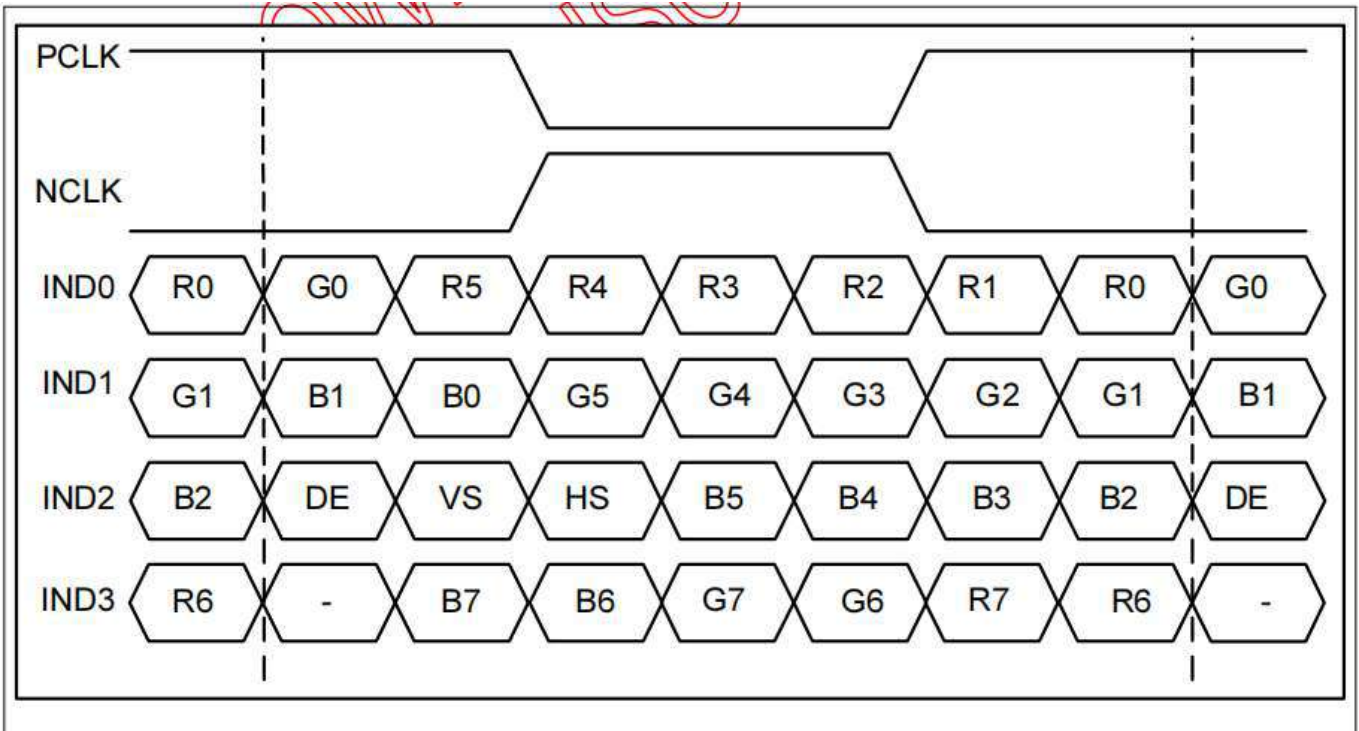 PCLK
NCLK
IND0 R0 G0 R5 R4 R3 R2 R1 R0 G0
IND1 G1 B1 B0 G5 G4 G3 G2 G1 B1
IND2 B2 DE VS HS B5 B4 B3 B2 DE
IND3 R6 - B7 B6 G7 G6 R7 R6 -